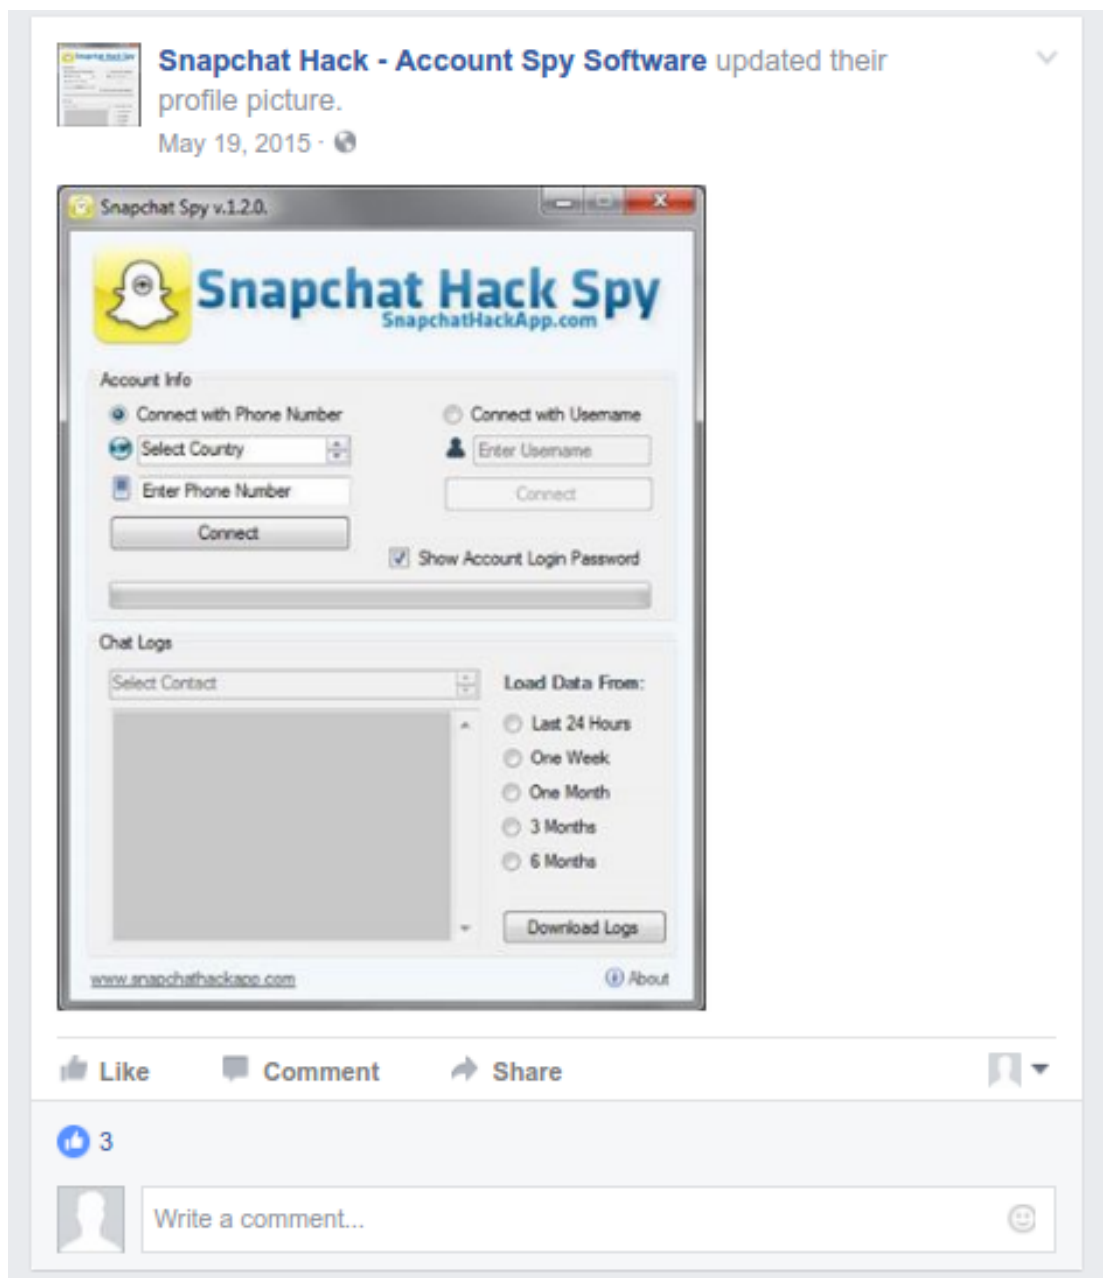 Snapchat Hack - Account Spy Software updated their
profile picture.
May 19, 2015 ·
Snapchat Spy v.1.2.0.
Snapchat Hack Spy
SnapchatHackApp.com
Account Info
Connect with Phone Number
Connect with Username
Select Country
Enter Username
Enter Phone Number
Connect
Connect
Show Account Login Password
Chat Logs
Select Contact
Load Data From:
Last 24 Hours
One Week
One Month
3 Months
6 Months
Download Logs
www.snapchathackapp.com
About
Like Comment Share
3
Write a comment...